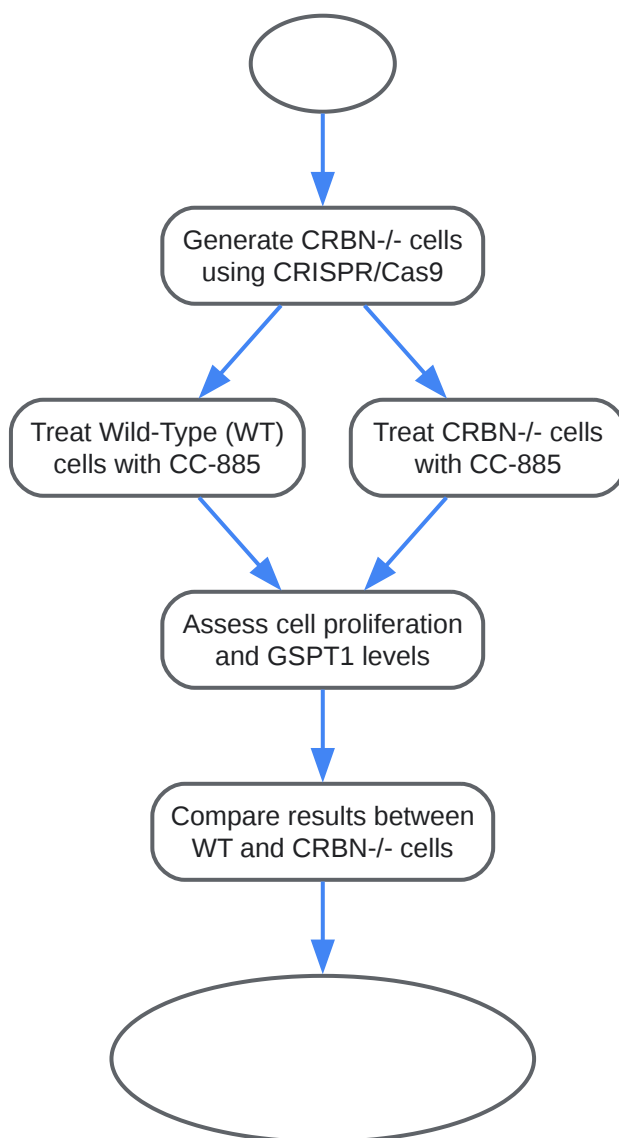 Generate CRBN-/- cells
using CRISPR/Cas9
Treat Wild-Type (WT)
cells with CC-885
Treat CRBN-/- cells
with CC-885
Assess cell proliferation
and GSPT1 levels
Compare results between
WT and CRBN-/- cells